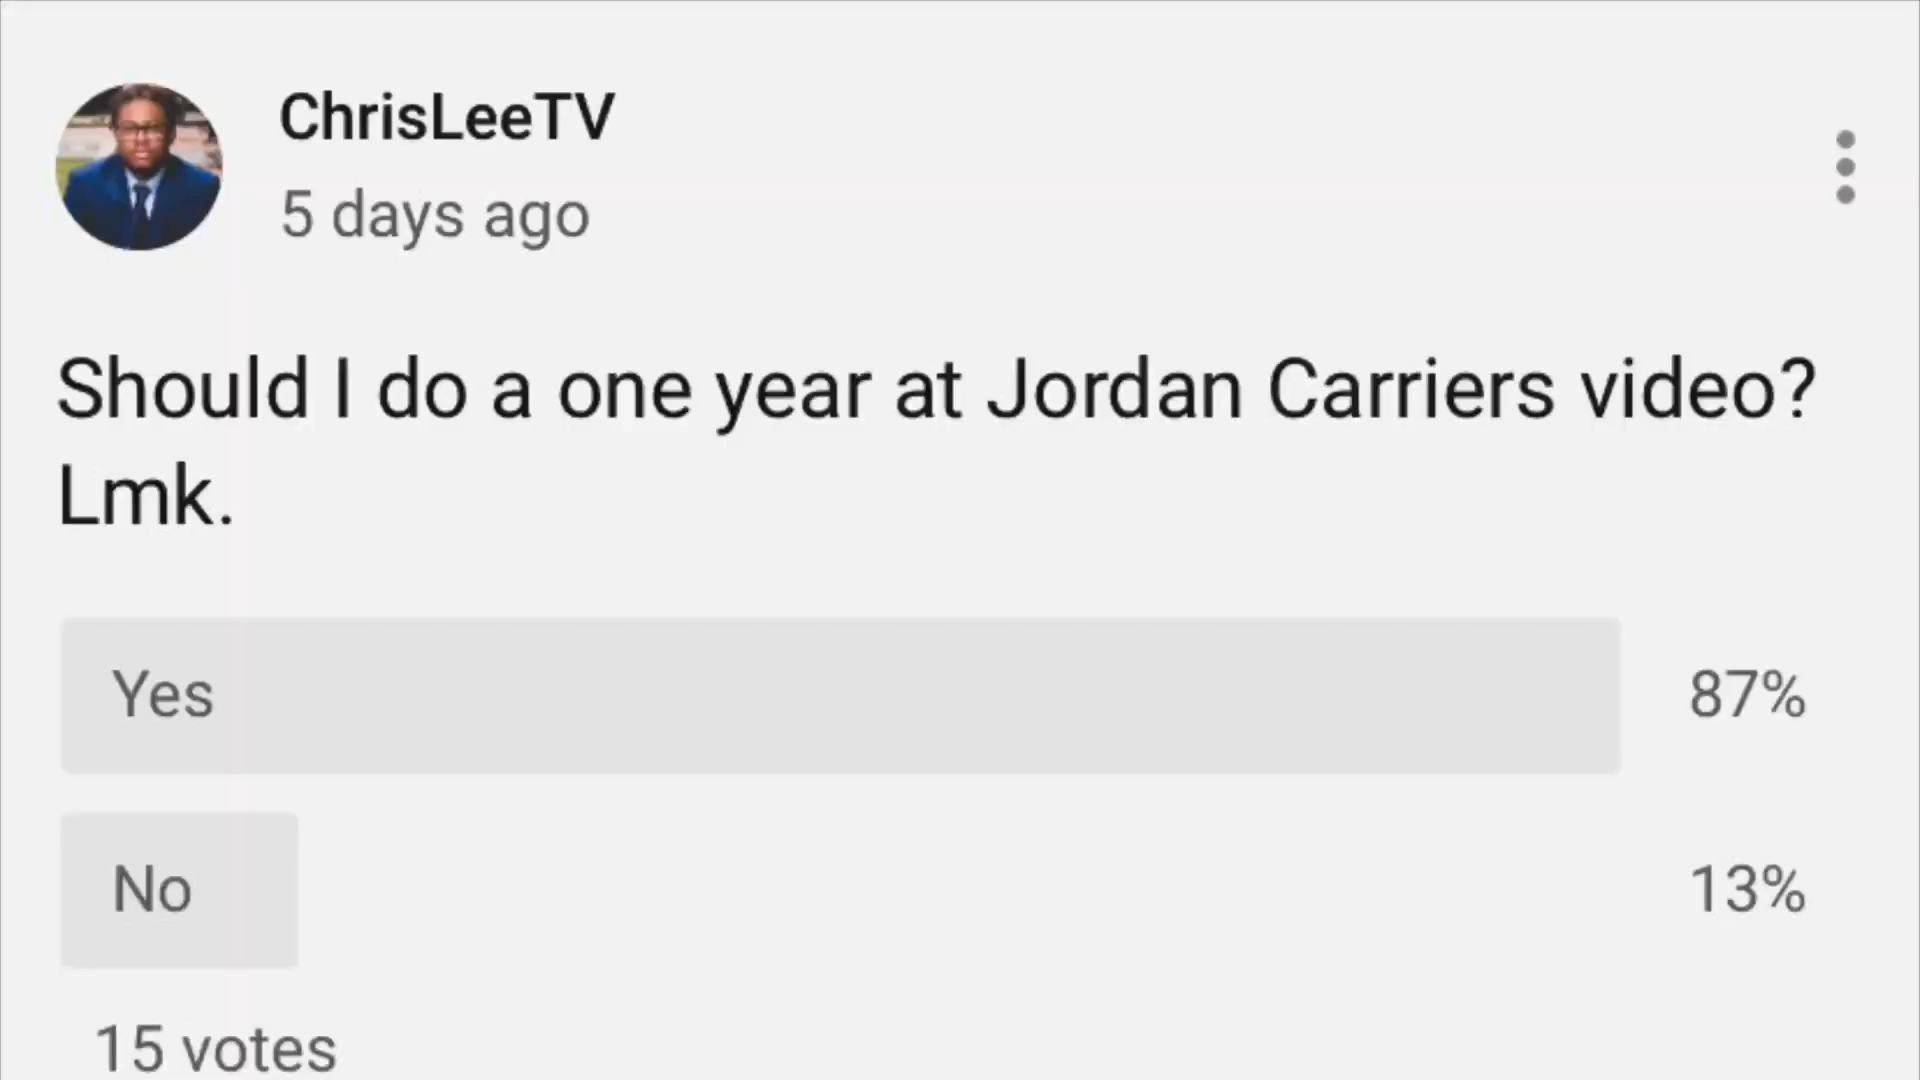 ChrisLeeTV
5 days ago
Should I do a one year at Jordan Carriers video?
Lmk.
Yes
87%
No
13%
15 votes